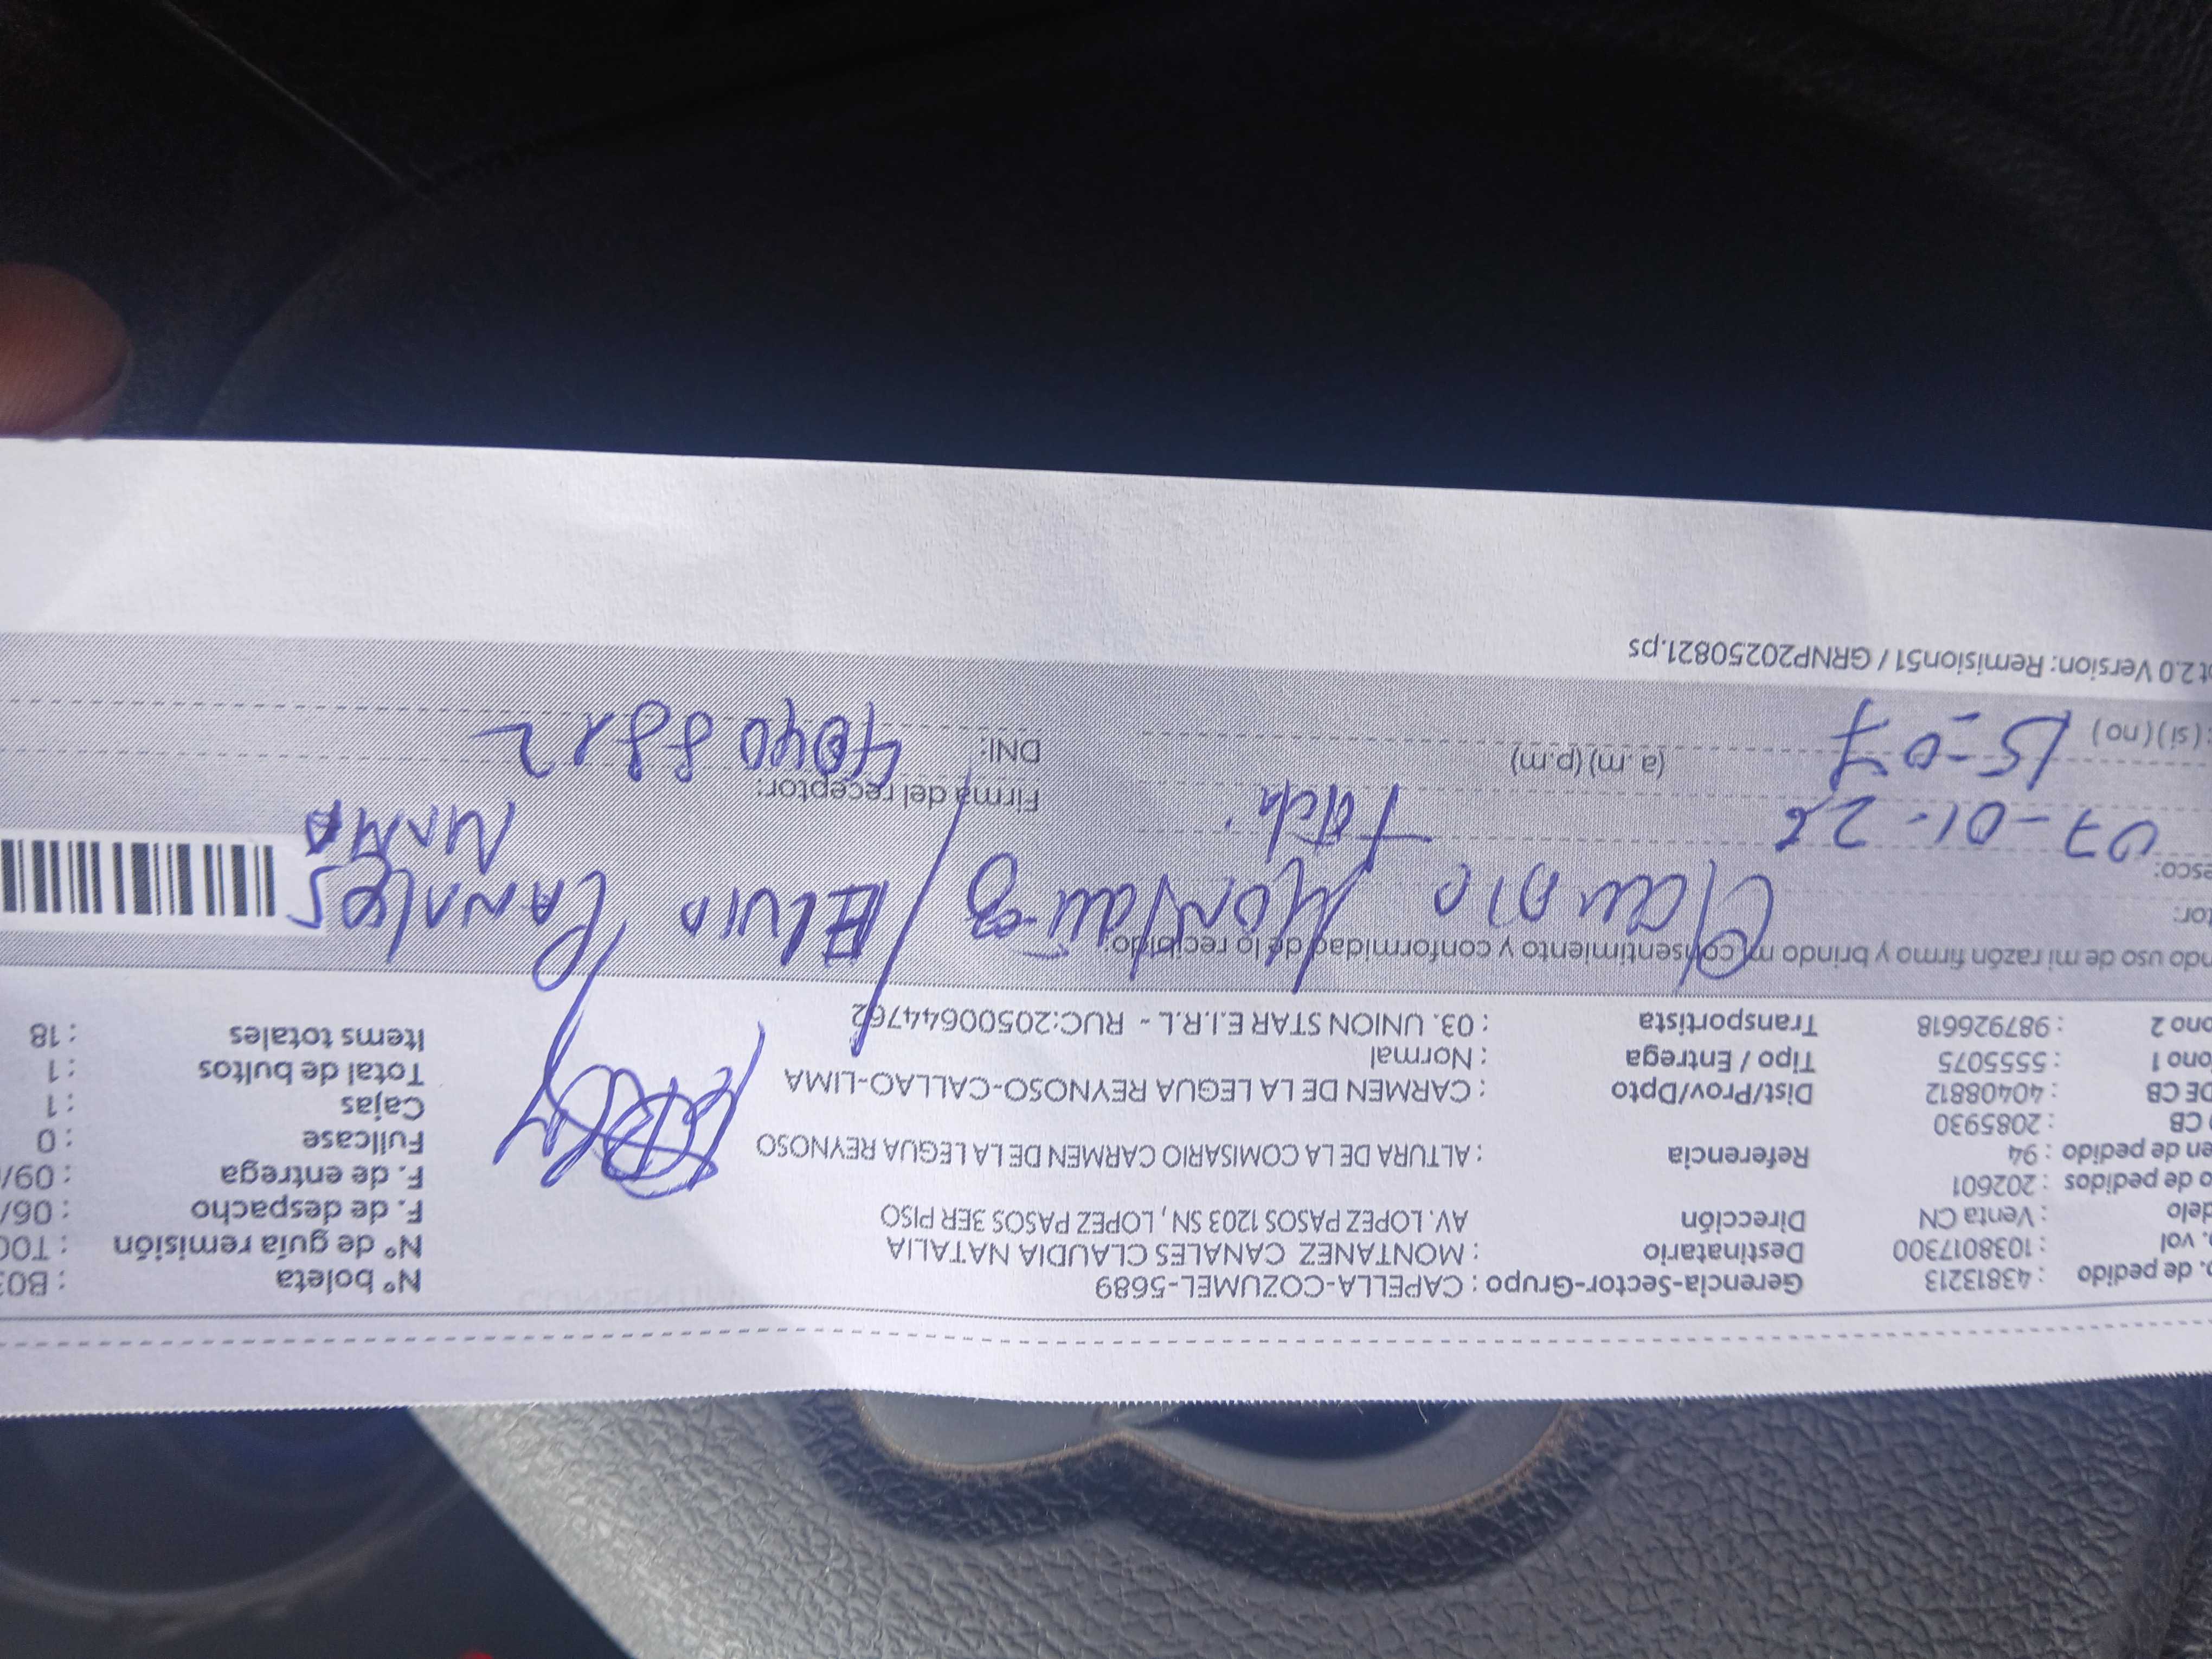 p. de pedido : 43813213 Gerencia-Sector-Grupo : CAPELLA-COZUMEL-5689 N° boleta : B03
p. vol : 1038017300 Destinatario : MONTAÑEZ CANALES CLAUDIA NATALIA N° de guía remisión : T00
delo : Venta CN Dirección AV. LOPEZ PASOS 1203 SN, LOPEZ PASOS 3ER PISO F. de despacho : 06/
o de pedidos : 202601 F. de entrega : 09/
en de pedido : 94 Referencia : ALTURA DE LA COMISARIO CARMEN DE LA LEGUA REYNOSO Fullcase : 0
CB : 2085930 Cajas : 1
DE CB : 40408812 Dist/Prov/Dpto : CARMEN DE LA LEGUA REYNOSO-CALLAO-LIMA Total de bultos : 1
ono 1 : 5555075 Tipo / Entrega : Normal Items totales : 18
ono 2 : 987926618 Transportista : 03. UNION STAR E.I.R.L - RUC:20500644762
ndo uso de mi razón firmo y brindo mi consentimiento y conformidad de lo recibido:
tor: Claudia Montañez / Elvia Canales
esco: 07-01-26 Mamá
Firma del receptor:
: (si) (no) 15-07 (a.m) (p.m) DNI: 40408812
pt 2.0 Version: Remision51 / GRNP20250821.ps